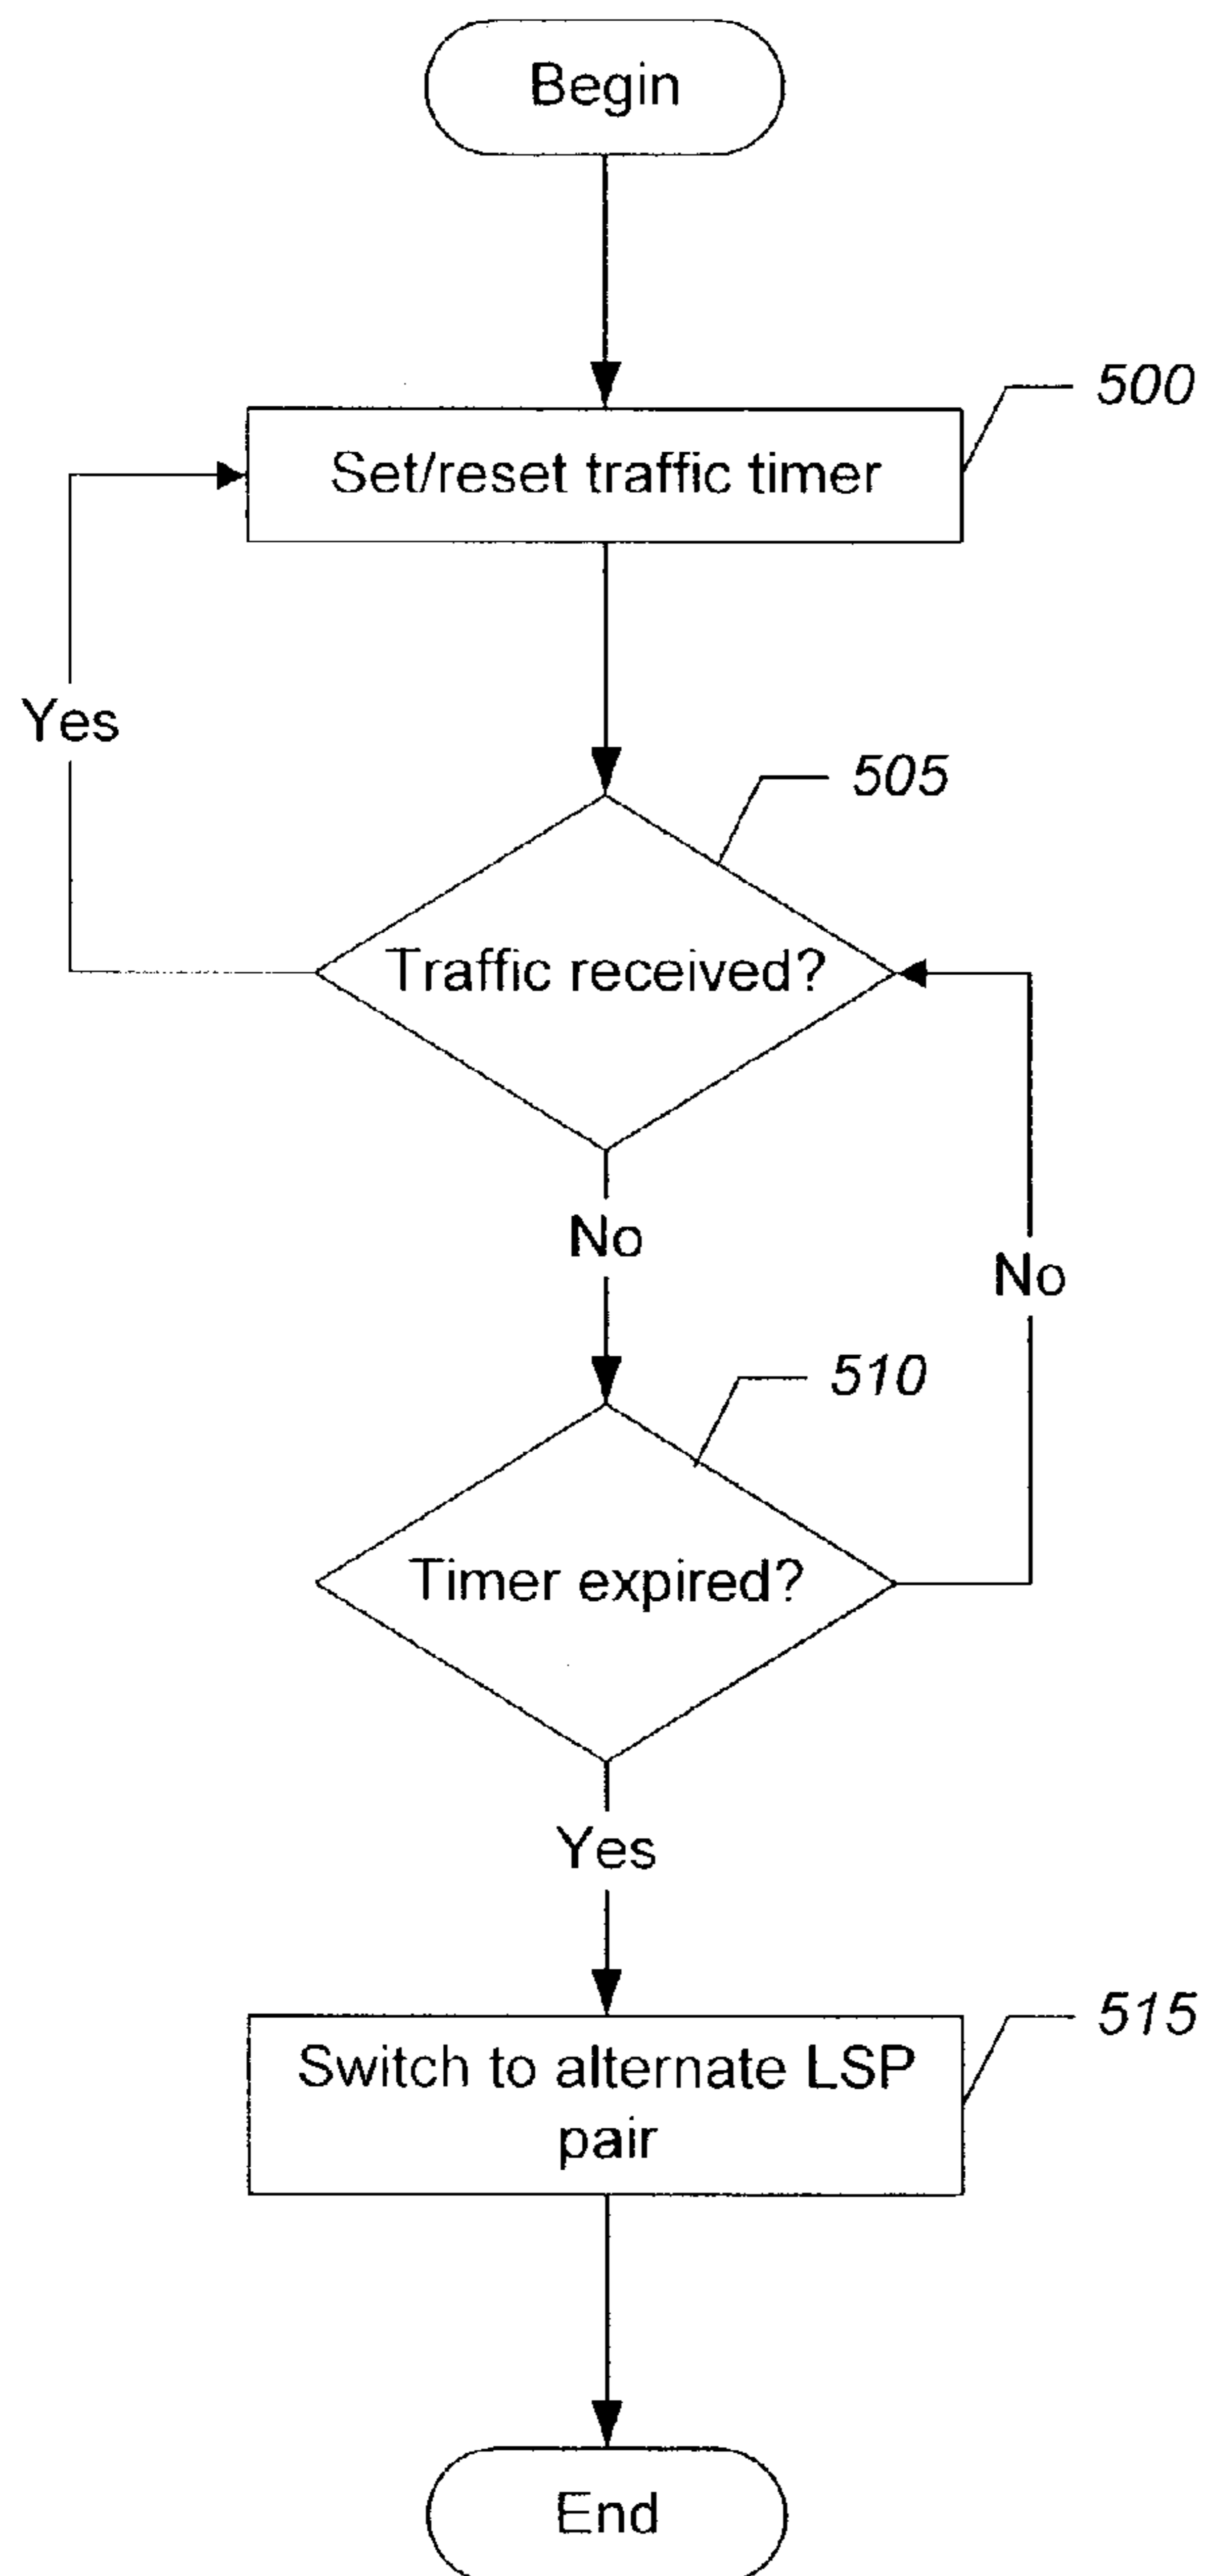 Begin
500
Set/reset traffic timer
Yes
505
Traffic received?
No
No
510
Timer expired?
Yes
515
Switch to alternate LSP
pair
End